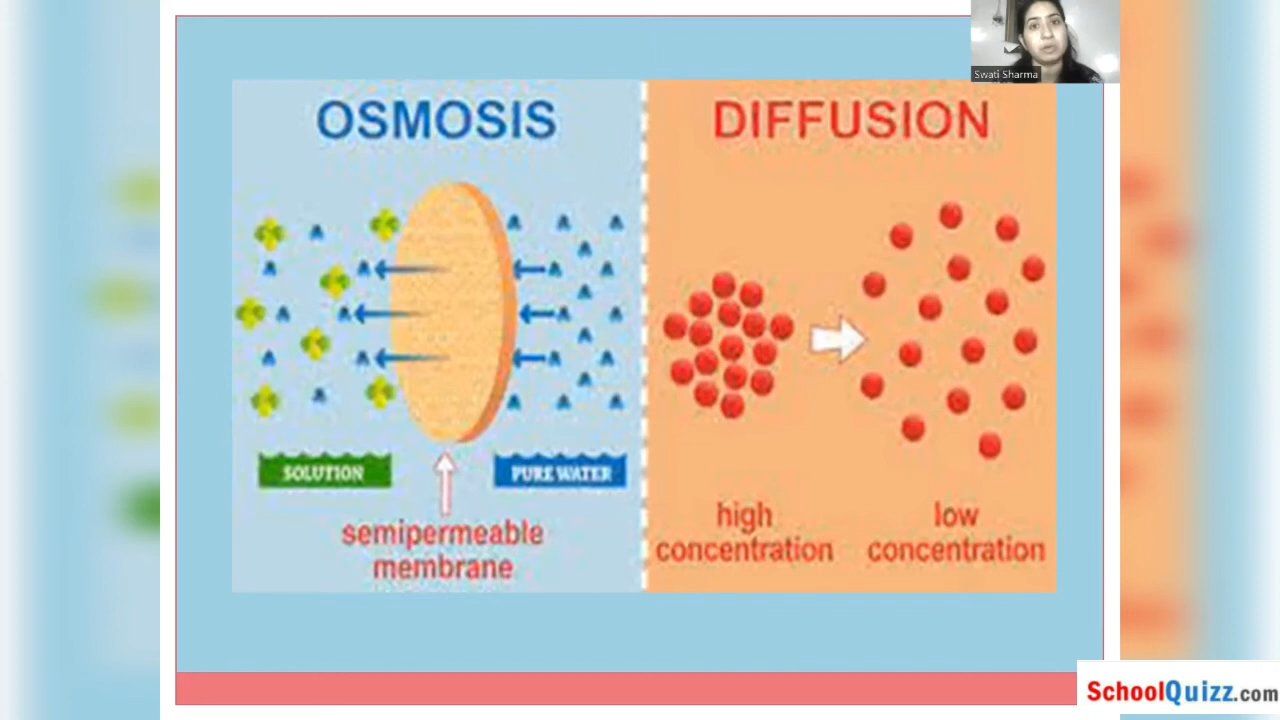 Swati Sharma
OSMOSIS
SOLUTION
PURE WATER
semipermeable
membrane
DIFFUSION
high
concentration
low
concentration
SchoolQuizz.com